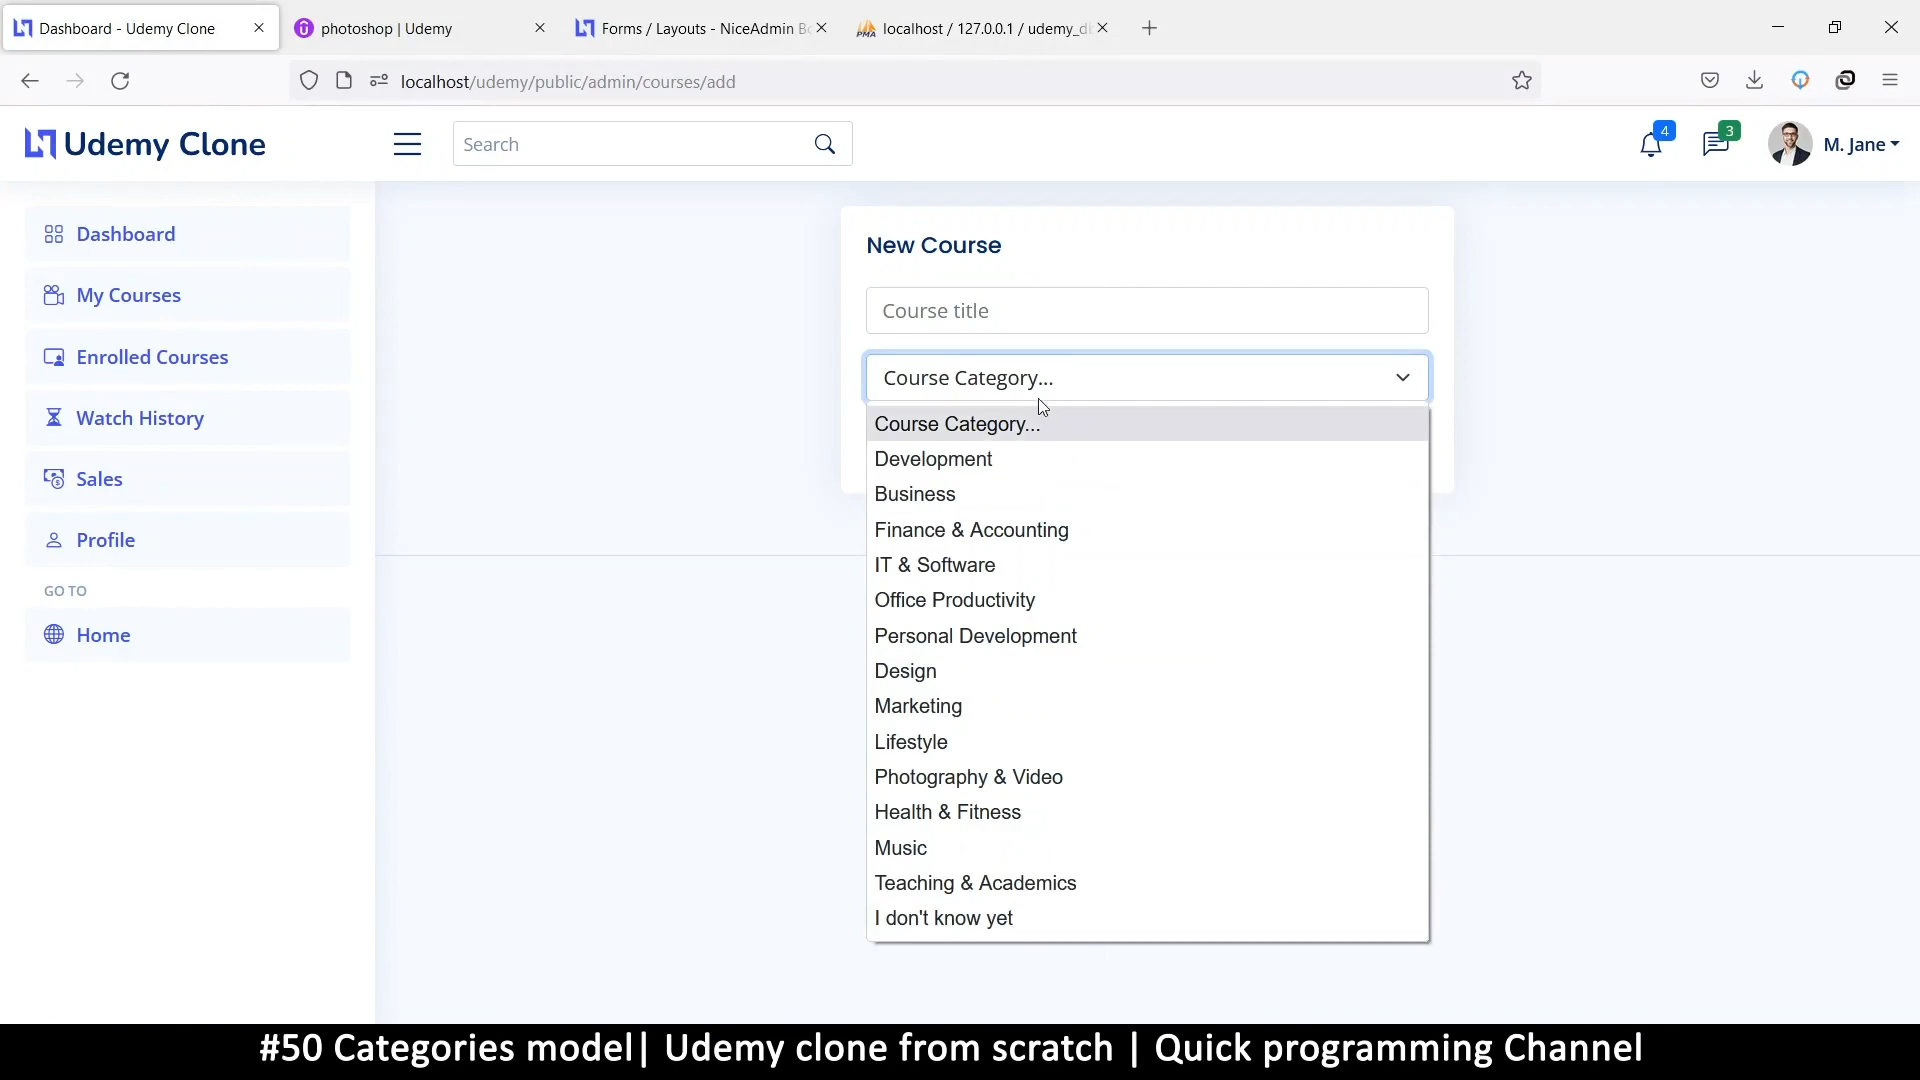 Dashboard - Udemy Clone
photoshop | Udemy
Forms / Layouts - NiceAdmin Bo
localhost / 127.0.0.1 / udemy_d
localhost/udemy/public/admin/courses/add
Udemy Clone
Search
4
3
M. Jane
Dashboard
My Courses
Enrolled Courses
Watch History
Sales
Profile
GO TO
Home
New Course
Course title
Course Category...
Course Category...
Development
Business
Finance & Accounting
IT & Software
Office Productivity
Personal Development
Design
Marketing
Lifestyle
Photography & Video
Health & Fitness
Music
Teaching & Academics
I don't know yet
#50 Categories model| Udemy clone from scratch | Quick programming Channel